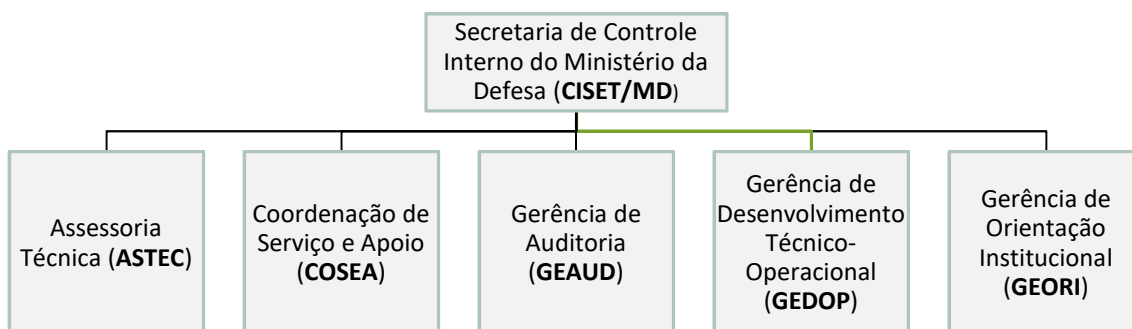 Secretaria de Controle
Interno do Ministério da
Defesa (CISET/MD)
Assessoria
Técnica (ASTEC)
Coordenação de
Serviço e Apoio
(COSEA)
Gerência de
Auditoria
(GEAUD)
Gerência de
Desenvolvimento
Técnico-
Operacional
(GEDOP)
Gerência de
Orientação
Institucional
(GEORI)